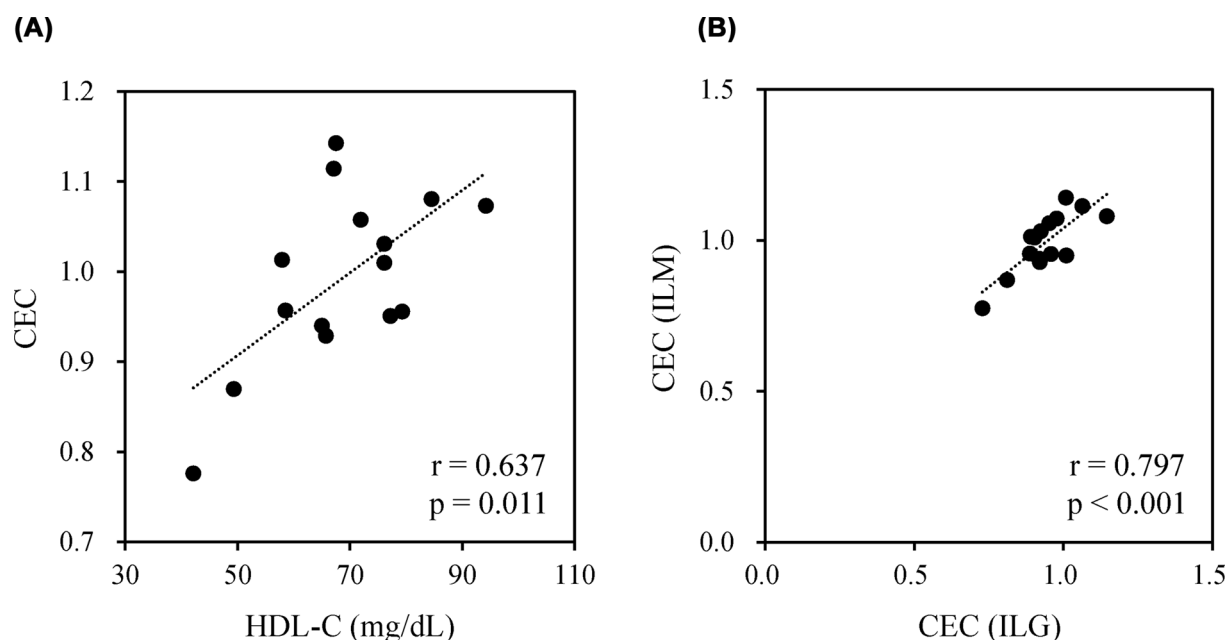 (A)
1.2
1.1
1.0
0.9
0.8
0.7
CEC
r = 0.637
p = 0.011
30 50 70 90 110
HDL-C (mg/dL)
(B)
1.5
1.0
0.5
0.0
CEC (ILM)
r = 0.797
p < 0.001
0.0 0.5 1.0 1.5
CEC (ILG)